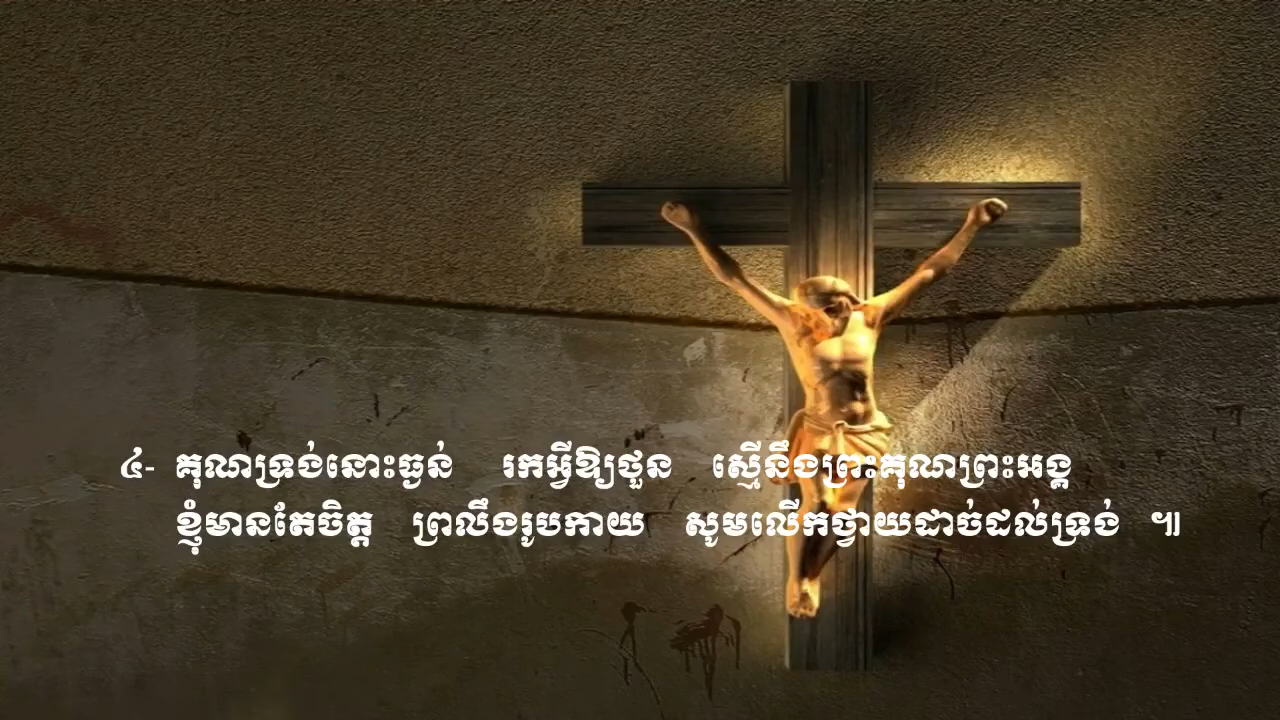 ៤- គុណទ្រង់នោះធ្ងន់ រកអ្វីឱ្យថួន ស្មើនឹងព្រះគុណព្រះអង្គ
ខ្ញុំមានតែចិត្ត ព្រលឹងរូបកាយ សូមលើកថ្វាយដាច់ដល់ទ្រង់ ៕